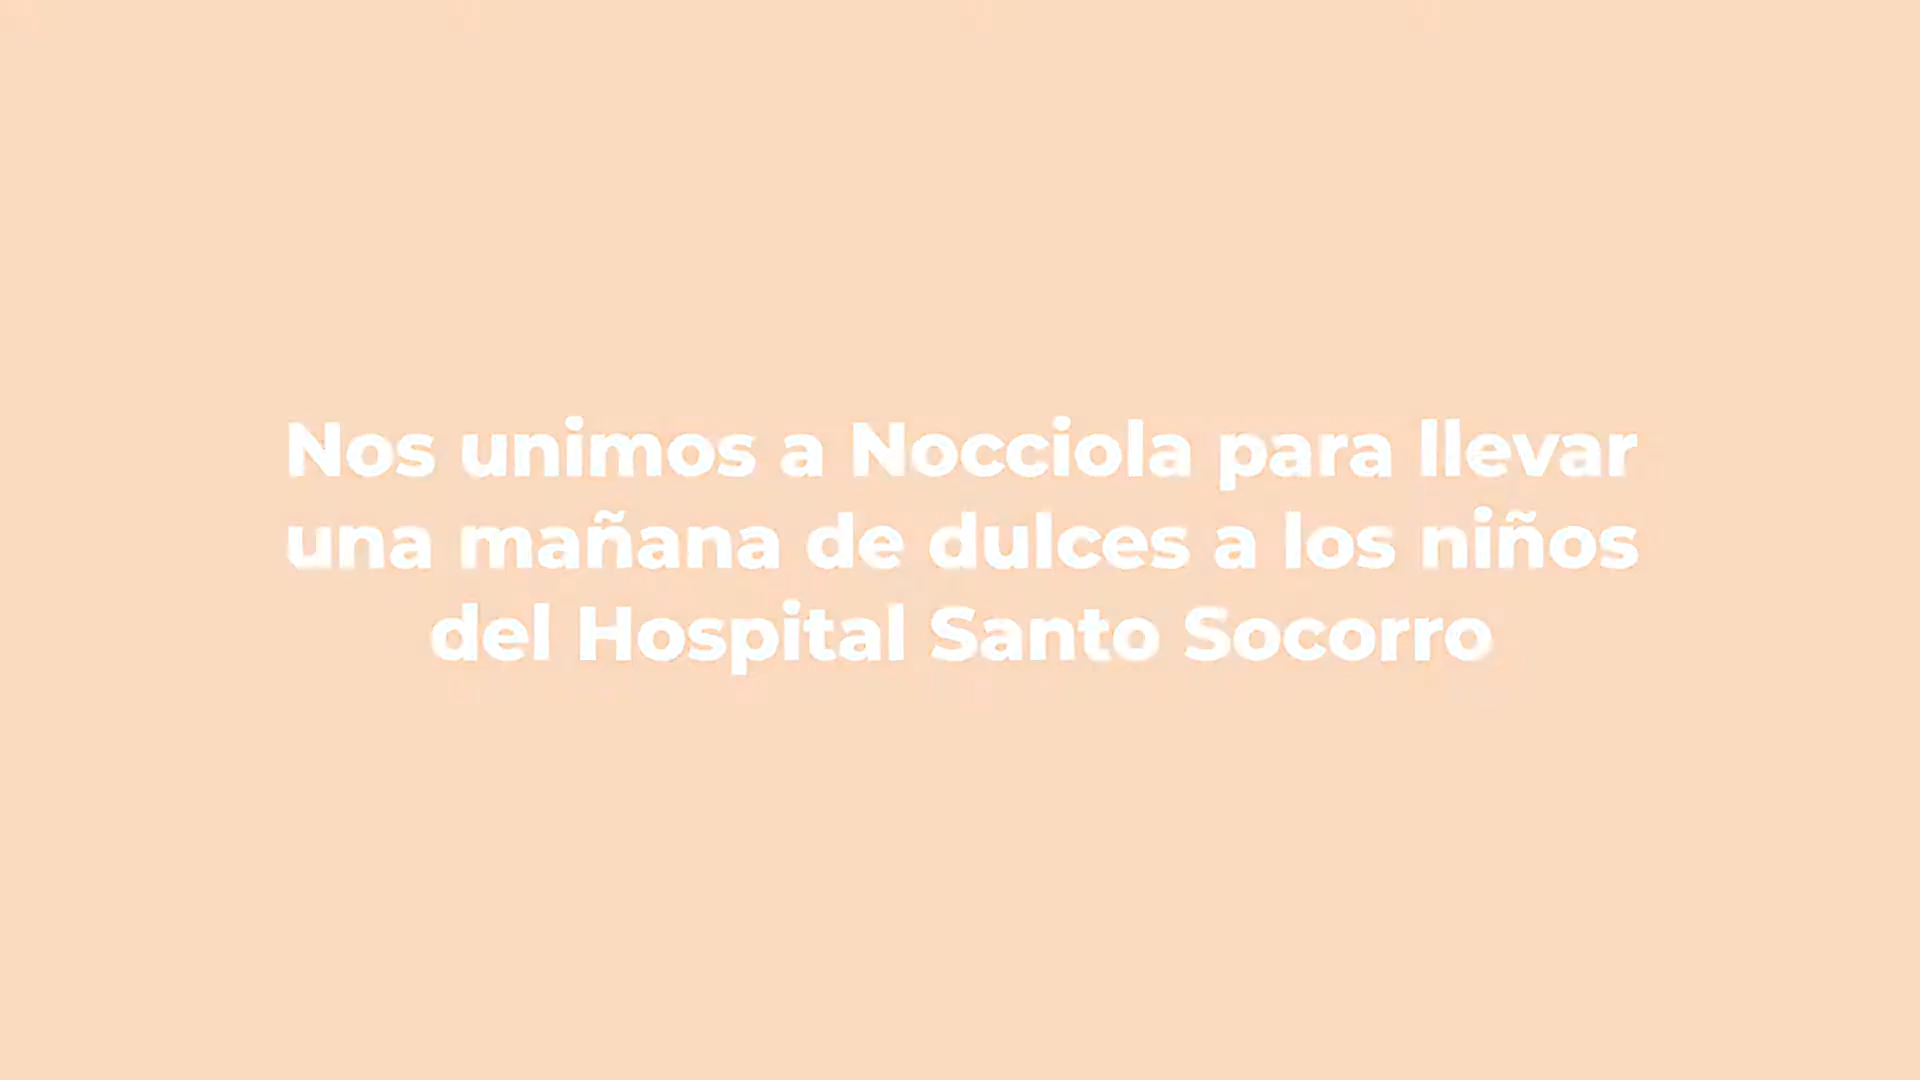 Nos unimos a Nocciola para llevar
una mañana de dulces a los niños
del Hospital Santo Socorro